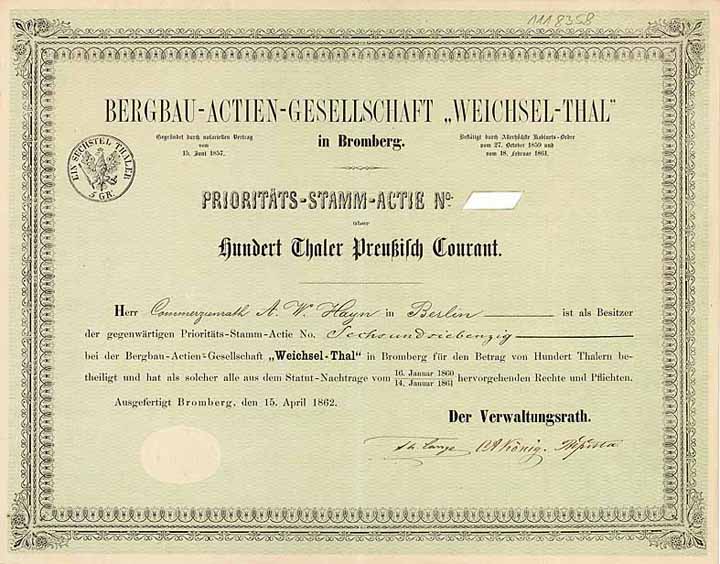 1118358
BERGBAU-ACTIEN-GESELLSCHAFT „WEICHSEL-THAL"
Gegründet durch notariellen Vertrag
vom
15. Juni 1857.
in Bromberg.
Bestätigt durch Allerhöchste Kabinets-Ordre
vom 27. October 1859 und
vom 18. Februar 1861.
EIN SECHSTEL THALER
5 GR.
PRIORITÄTS-STAMM-ACTIE No.
über
Hundert Thaler Preußisch Courant.
Herr Commerzienrath A. W. Hayn in Berlin ist als Besitzer
der gegenwärtigen Prioritäts-Stamm-Actie No. Sechsundsiebenzig
bei der Bergbau-Actien-Gesellschaft „Weichsel-Thal" in Bromberg für den Betrag von Hundert Thalern be-
theiligt und hat als solcher alle aus dem Statut-Nachtrage vom 16. Januar 1860 / 14. Januar 1861 hervorgehenden Rechte und Pflichten.
Ausgefertigt Bromberg, den 15. April 1862.
Der Verwaltungsrath.
König.